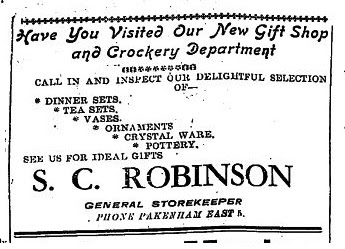 Have You Visited Our New Gift Shop
and Crockery Department
CALL IN AND INSPECT OUR DELIGHTFUL SELECTION
OF—
* DINNER SETS.
* TEA SETS.
* VASES.
* ORNAMENTS
* CRYSTAL WARE.
* POTTERY.
SEE US FOR IDEAL GIFTS
S. C. ROBINSON
GENERAL STOREKEEPER
PHONE PAKENHAM EAST 5.